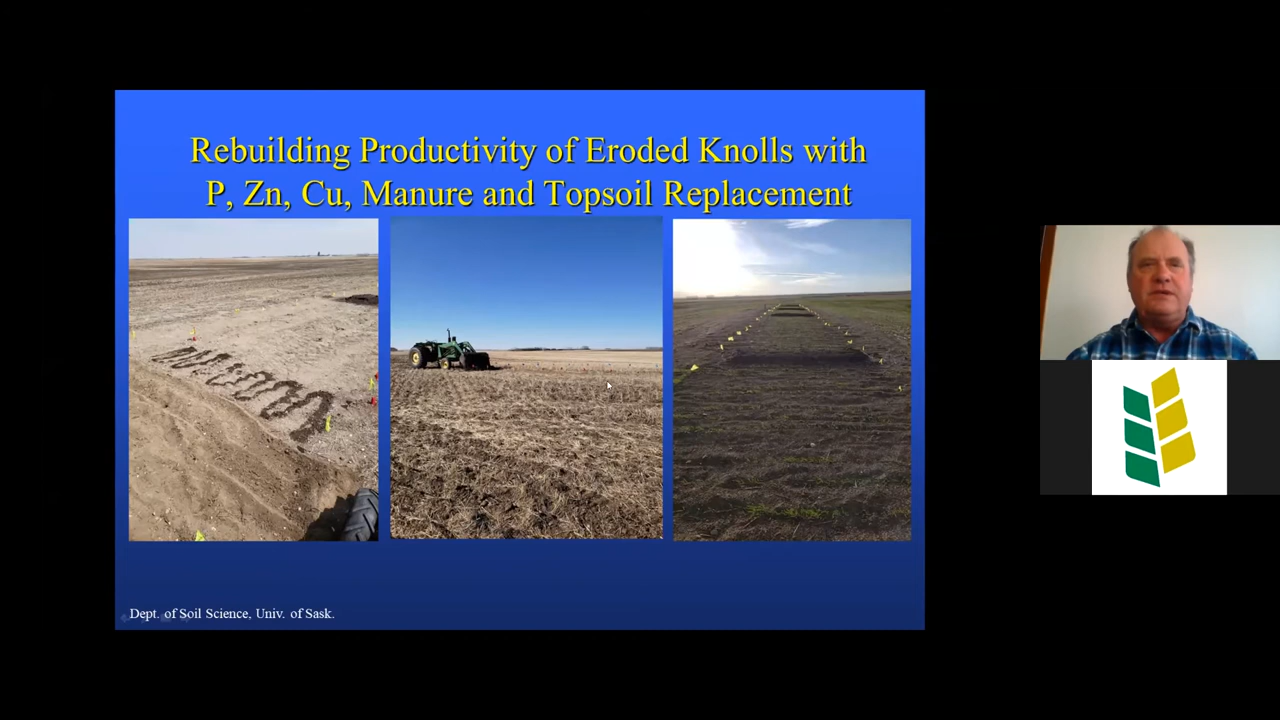 Rebuilding Productivity of Eroded Knolls with
P, Zn, Cu, Manure and Topsoil Replacement
Dept. of Soil Science, Univ. of Sask.